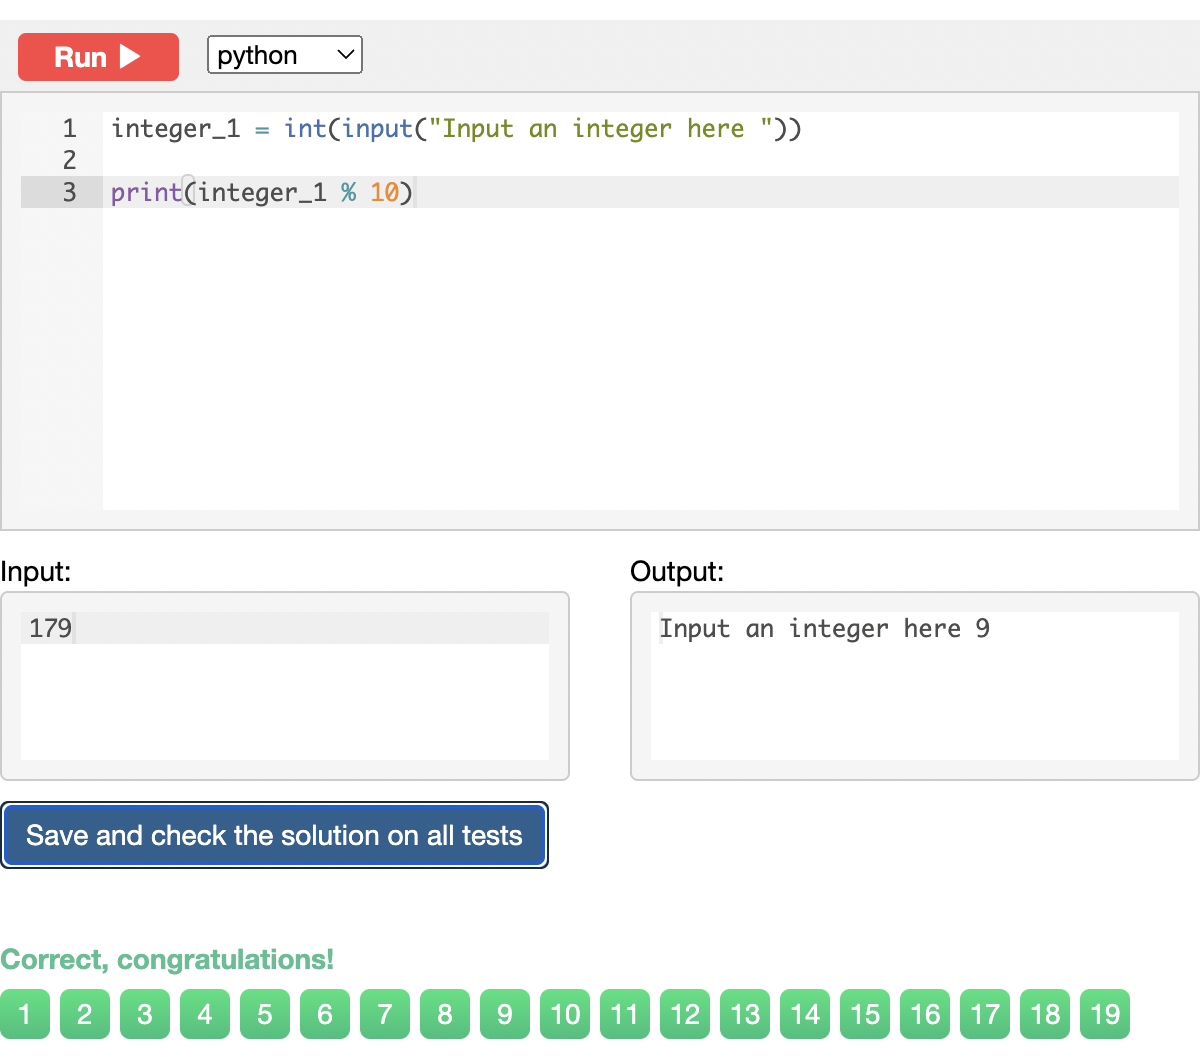 Run python
1 integer_1 = int(input("Input an integer here "))
2
3 print(integer_1 % 10)
Input:
179
Output:
Input an integer here 9
Save and check the solution on all tests
Correct, congratulations!
1 2 3 4 5 6 7 8 9 10 11 12 13 14 15 16 17 18 19